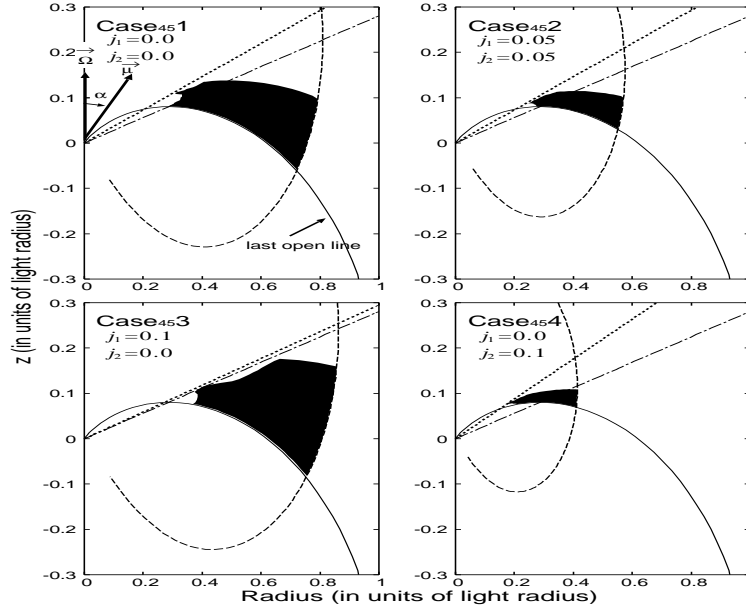 z (in units of light radius)
0.3
0.2
0.1
0
-0.1
-0.2
-0.3
Case₄₅1
j₁=0.0
j₂=0.0
Ω
μ
α
last open line
0 0.2 0.4 0.6 0.8 1
0.3
0.2
0.1
0
-0.1
-0.2
-0.3
Case₄₅2
j₁=0.05
j₂=0.05
0 0.2 0.4 0.6 0.8
0.3
0.2
0.1
0
-0.1
-0.2
-0.3
Case₄₅3
j₁=0.1
j₂=0.0
0 0.2 0.4 0.6 0.8 1
0.3
0.2
0.1
0
-0.1
-0.2
-0.3
Case₄₅4
j₁=0.0
j₂=0.1
0 0.2 0.4 0.6 0.8
Radius (in units of light radius)